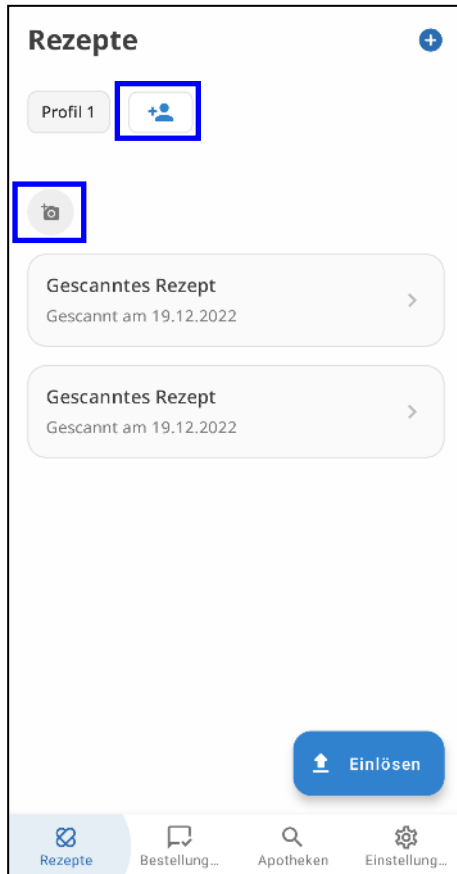 Rezepte
Profil 1
Gescanntes Rezept
Gescannt am 19.12.2022
Gescanntes Rezept
Gescannt am 19.12.2022
Einlösen
Rezepte Bestellung... Apotheken Einstellung...